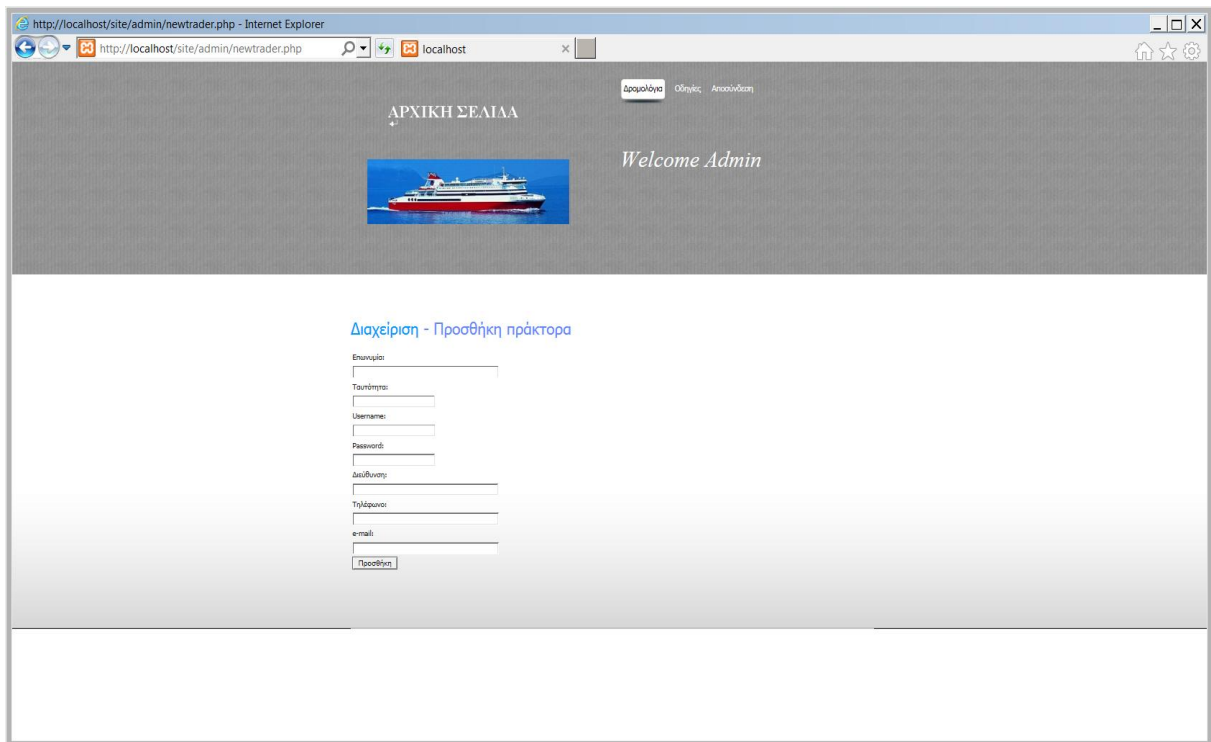 http://localhost/site/admin/newtrader.php - Internet Explorer
http://localhost/site/admin/newtrader.php localhost
Δρομολόγια Οδηγίες Αποσύνδεση
ΑΡΧΙΚΗ ΣΕΛΙΔΑ
Welcome Admin
Διαχείριση - Προσθήκη πράκτορα
Επωνυμία:
Ταυτότητα:
Username:
Password:
Διεύθυνση:
Τηλέφωνο:
e-mail:
Προσθήκη